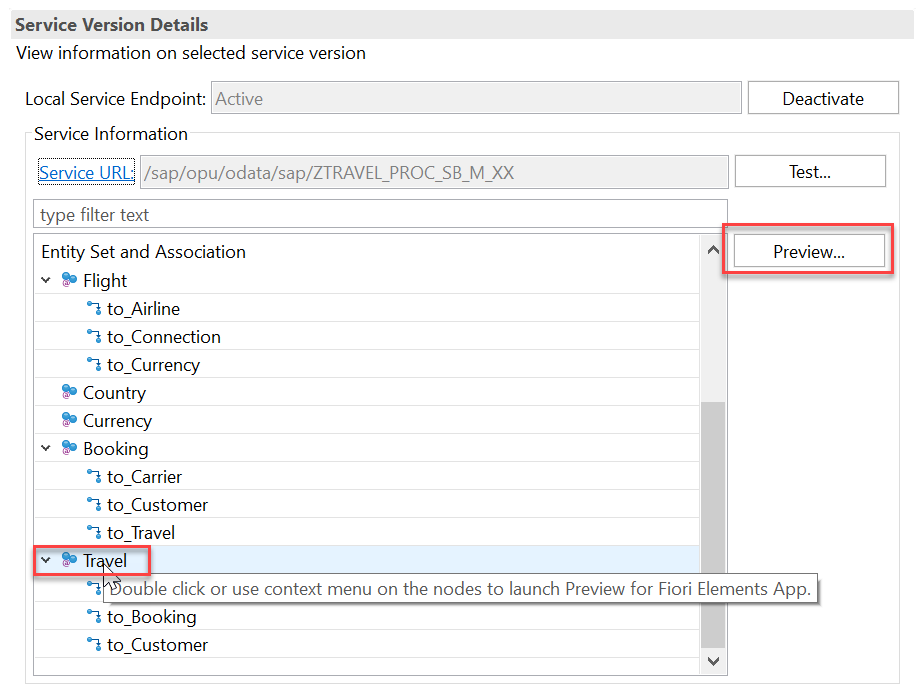 Service Version Details
View information on selected service version
Local Service Endpoint: Active Deactivate
Service Information
Service URL: /sap/opu/odata/sap/ZTRAVEL_PROC_SB_M_XX Test...
type filter text
Entity Set and Association Preview...
Flight
to_Airline
to_Connection
to_Currency
Country
Currency
Booking
to_Carrier
to_Customer
to_Travel
Travel
Double click or use context menu on the nodes to launch Preview for Fiori Elements App.
to_Booking
to_Customer